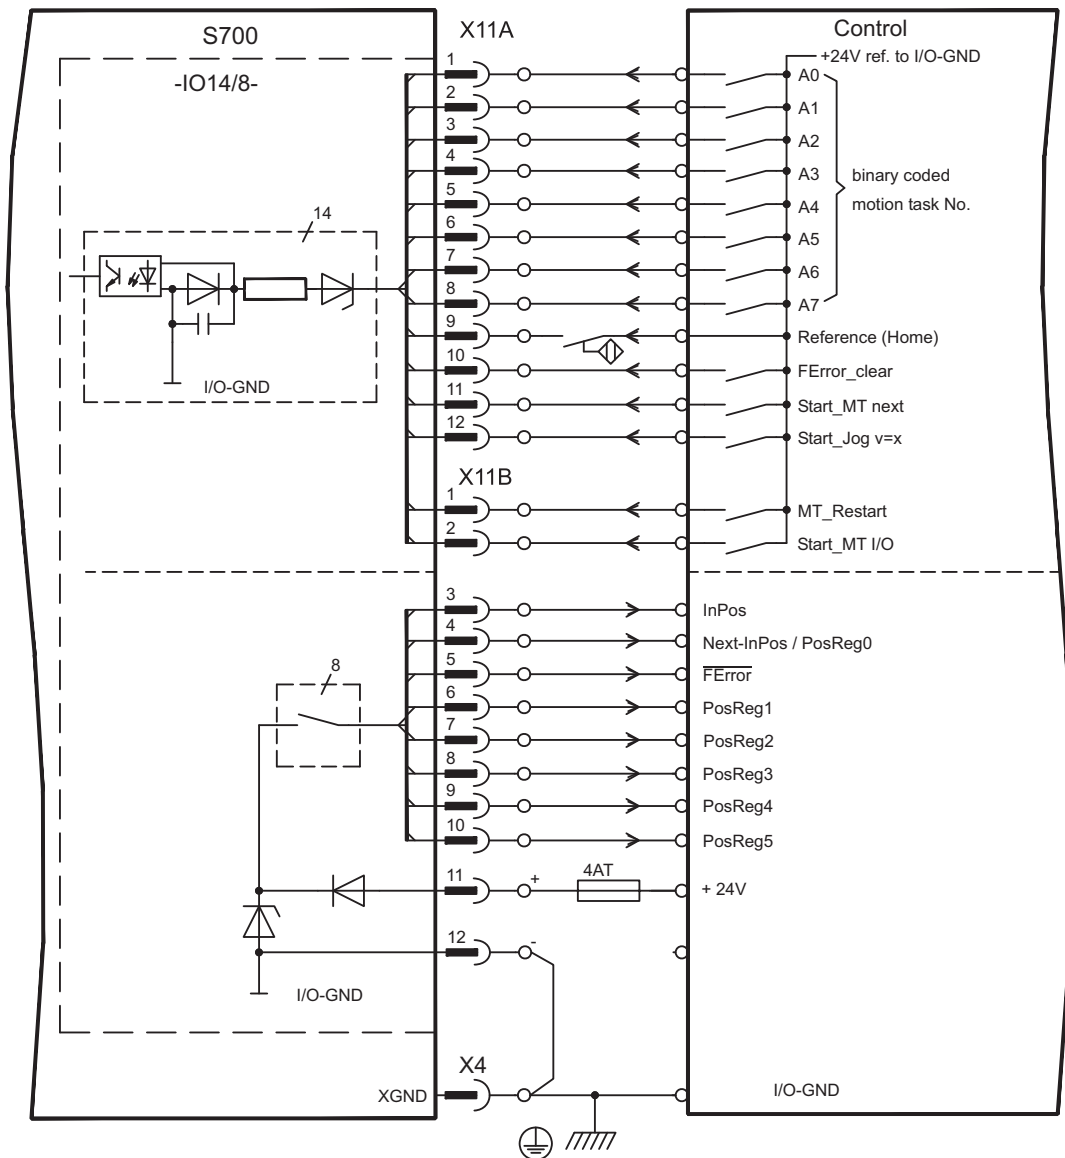 S700
X11A
Control
-IO14/8-
+24V ref. to I/O-GND
1
A0
2
A1
3
A2
4
A3
binary coded
motion task No.
5
A4
6
A5
7
A6
8
A7
14
I/O-GND
9
Reference (Home)
10
FError_clear
11
Start_MT next
12
Start_Jog v=x
X11B
1
MT_Restart
2
Start_MT I/O
3
InPos
4
Next-InPos / PosReg0
5
FError
8
6
PosReg1
7
PosReg2
8
PosReg3
9
PosReg4
10
PosReg5
11
+
4AT
+ 24V
12
-
I/O-GND
X4
XGND
I/O-GND